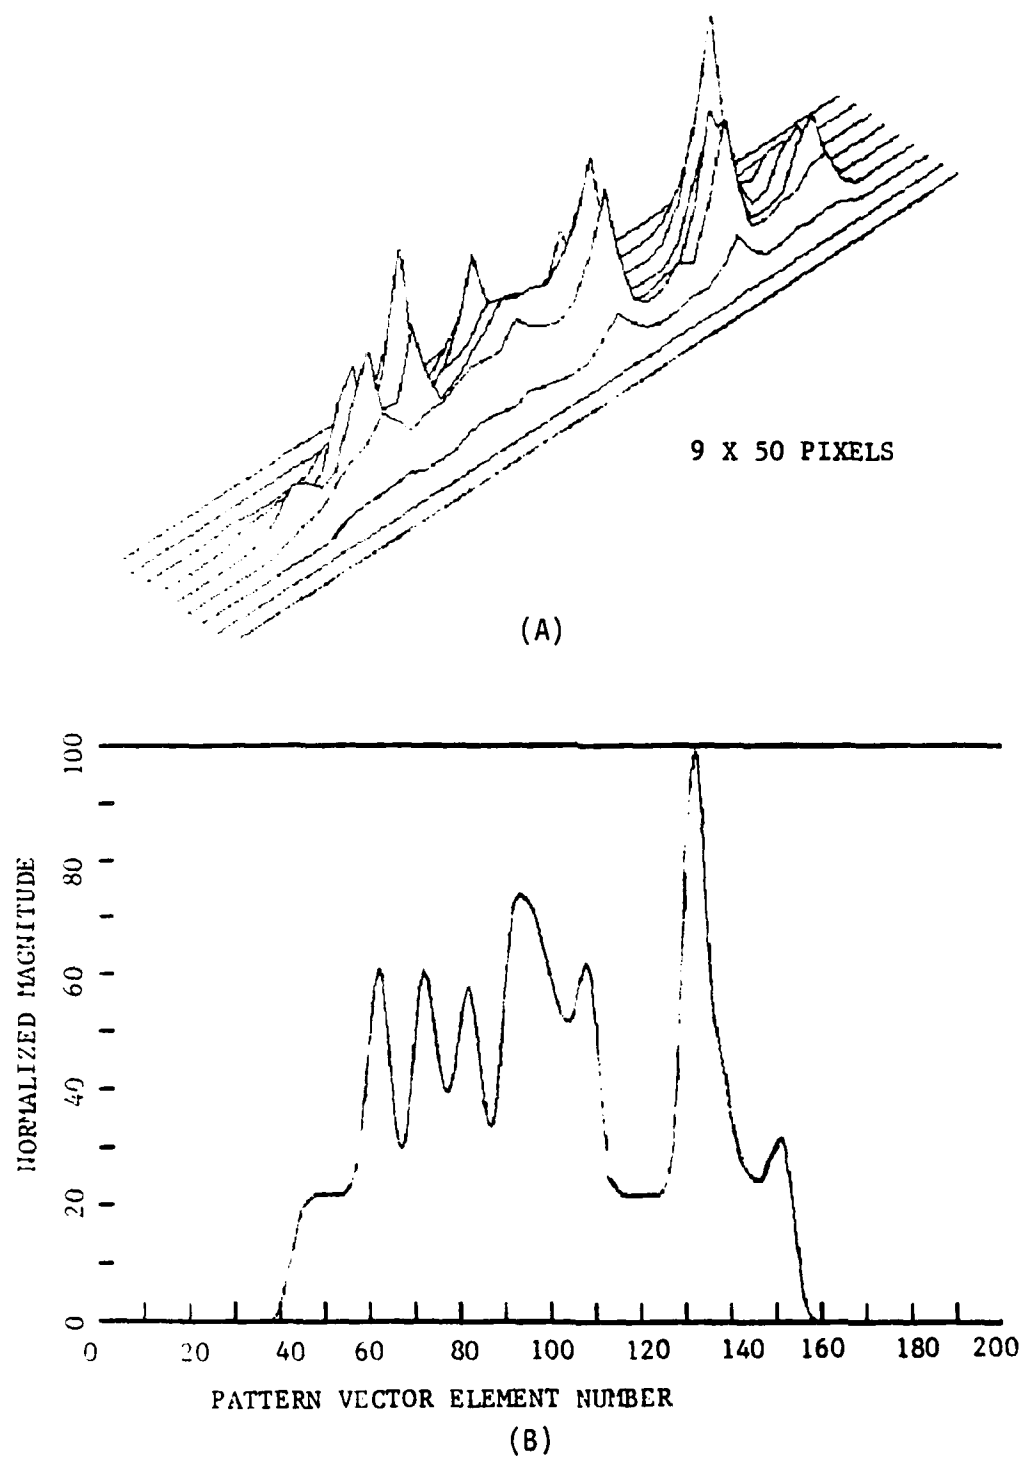 9 X 50 PIXELS
(A)
NORMALIZED MAGNITUDE
100
80
60
40
20
0
0 20 40 60 80 100 120 140 160 180 200
PATTERN VECTOR ELEMENT NUMBER
(B)